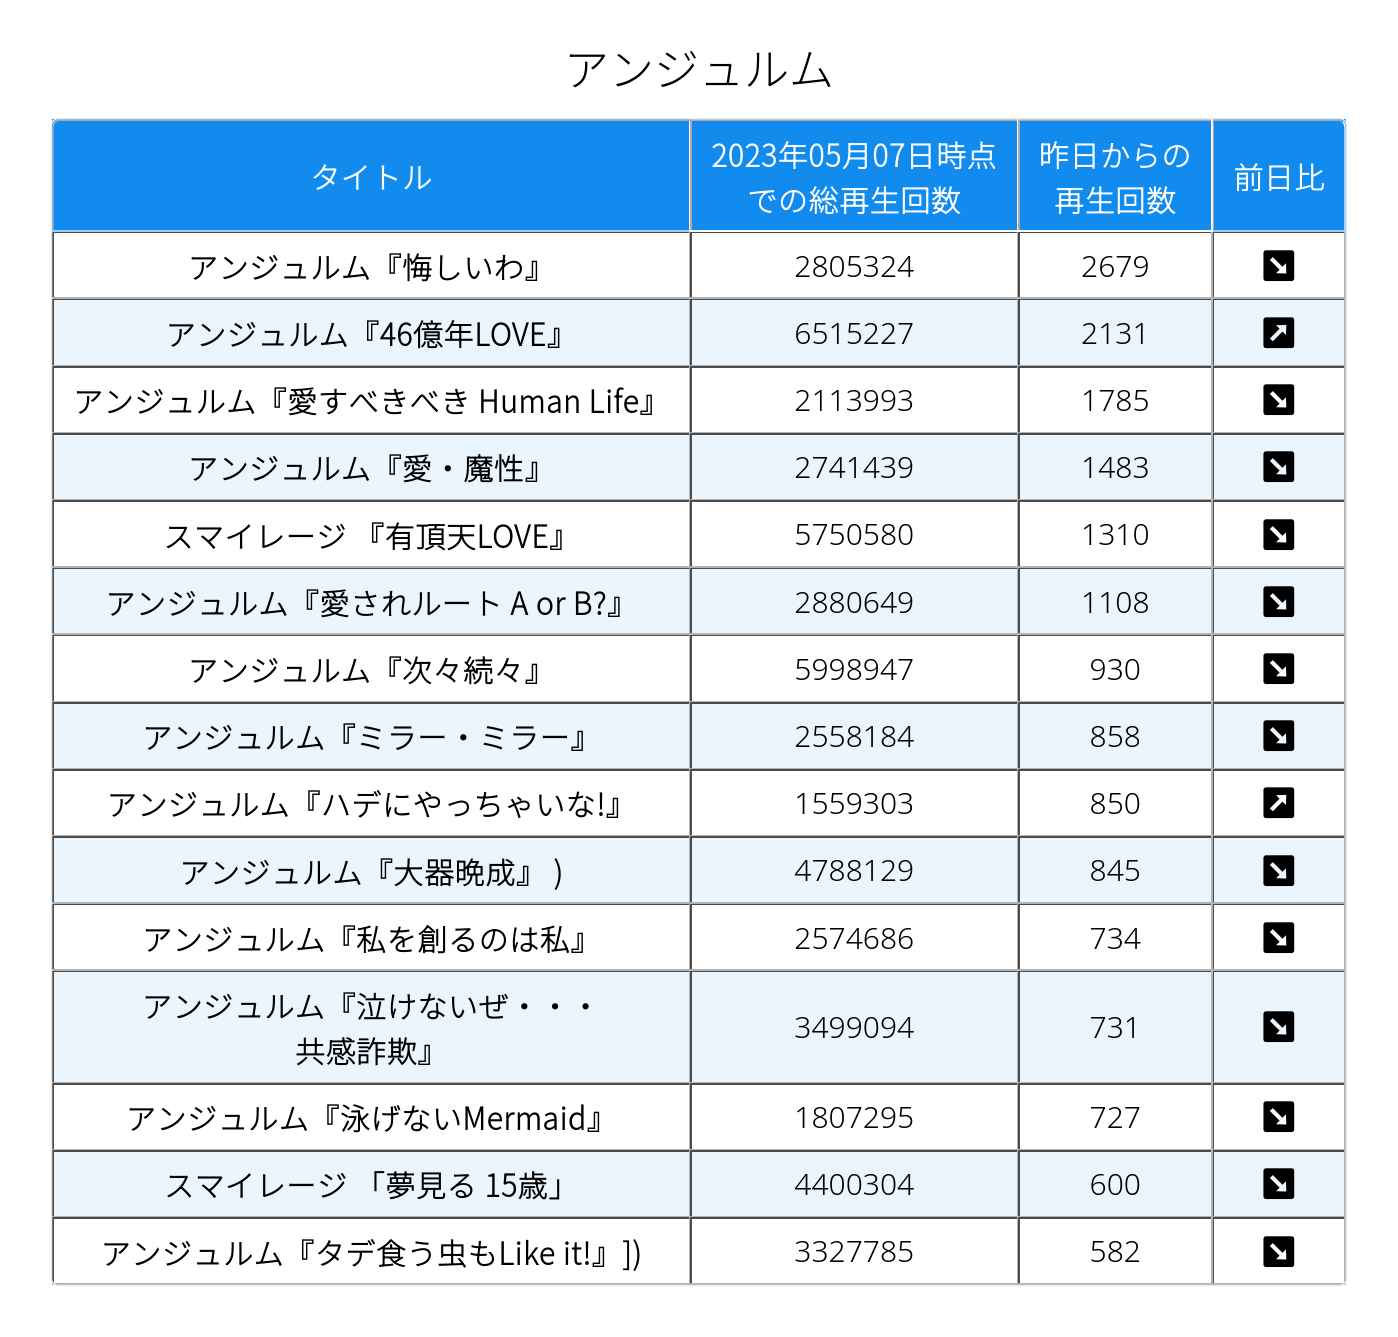 アンジュルム
タイトル 2023年05月07日時点 昨日からの 前日比
での総再生回数 再生回数
アンジュルム『悔しいわ』 2805324 2679
アンジュルム『46億年LOVE』 6515227 2131
アンジュルム『愛すべきべき Human Life』 2113993 1785
アンジュルム『愛・魔性』 2741439 1483
スマイレージ 『有頂天LOVE』 5750580 1310
アンジュルム『愛されルート A or B?』 2880649 1108
アンジュルム『次々続々』 5998947 930
アンジュルム『ミラー・ミラー』 2558184 858
アンジュルム『ハデにやっちゃいな!』 1559303 850
アンジュルム『大器晩成』 ) 4788129 845
アンジュルム『私を創るのは私』 2574686 734
アンジュルム『泣けないぜ・・・
共感詐欺』 3499094 731
アンジュルム『泳げないMermaid』 1807295 727
スマイレージ 「夢見る 15歳」 4400304 600
アンジュルム『タデ食う虫もLike it!』]) 3327785 582